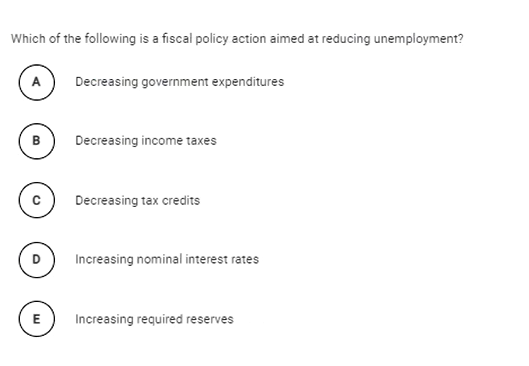 Which of the following is a fiscal policy action aimed at reducing unemployment?
A Decreasing government expenditures
B Decreasing income taxes
C Decreasing tax credits
D Increasing nominal interest rates
E Increasing required reserves